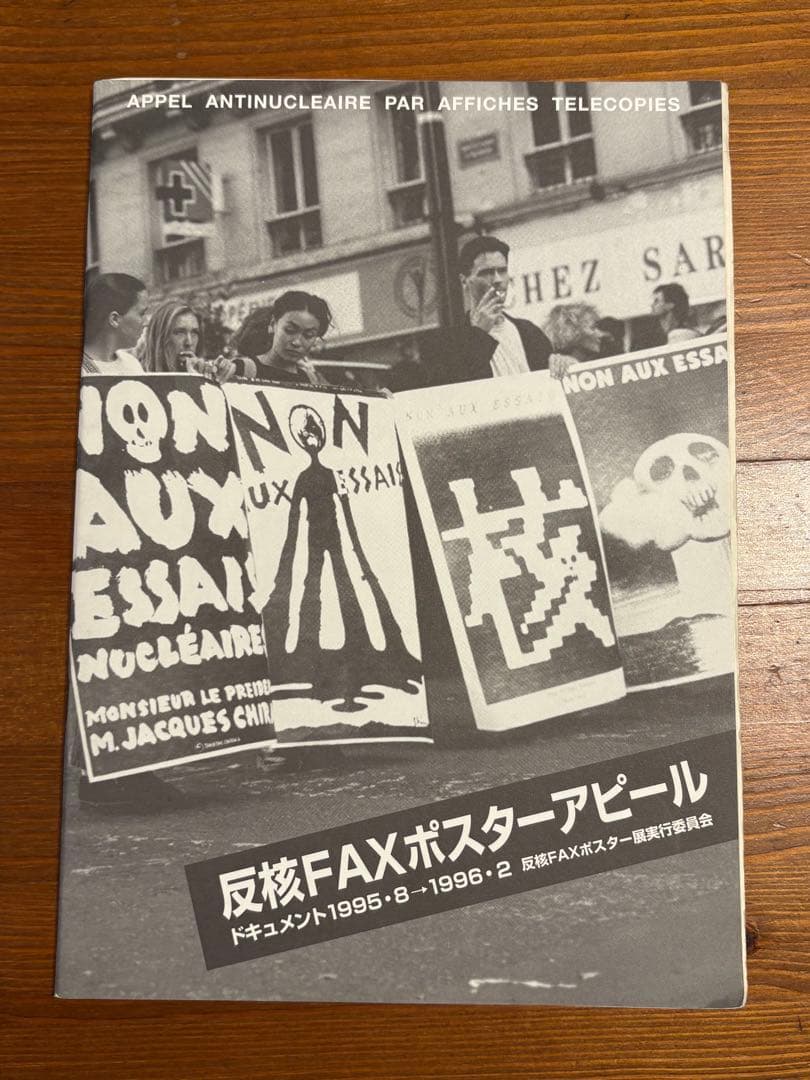 APPEL ANTINUCLEAIRE PAR AFFICHES TELECOPIES
CHEZ SAR
NON
AUX
ESSAIS
NUCLÉAIRES
MONSIEUR LE PREIDE
M. JACQUES CHIRA
NON
AUX ESSAIS
NON AUX ESSAIS
核
NON AUX ESSA
反核FAXポスターアピール
ドキュメント1995・8→1996・2 反核FAXポスター展実行委員会